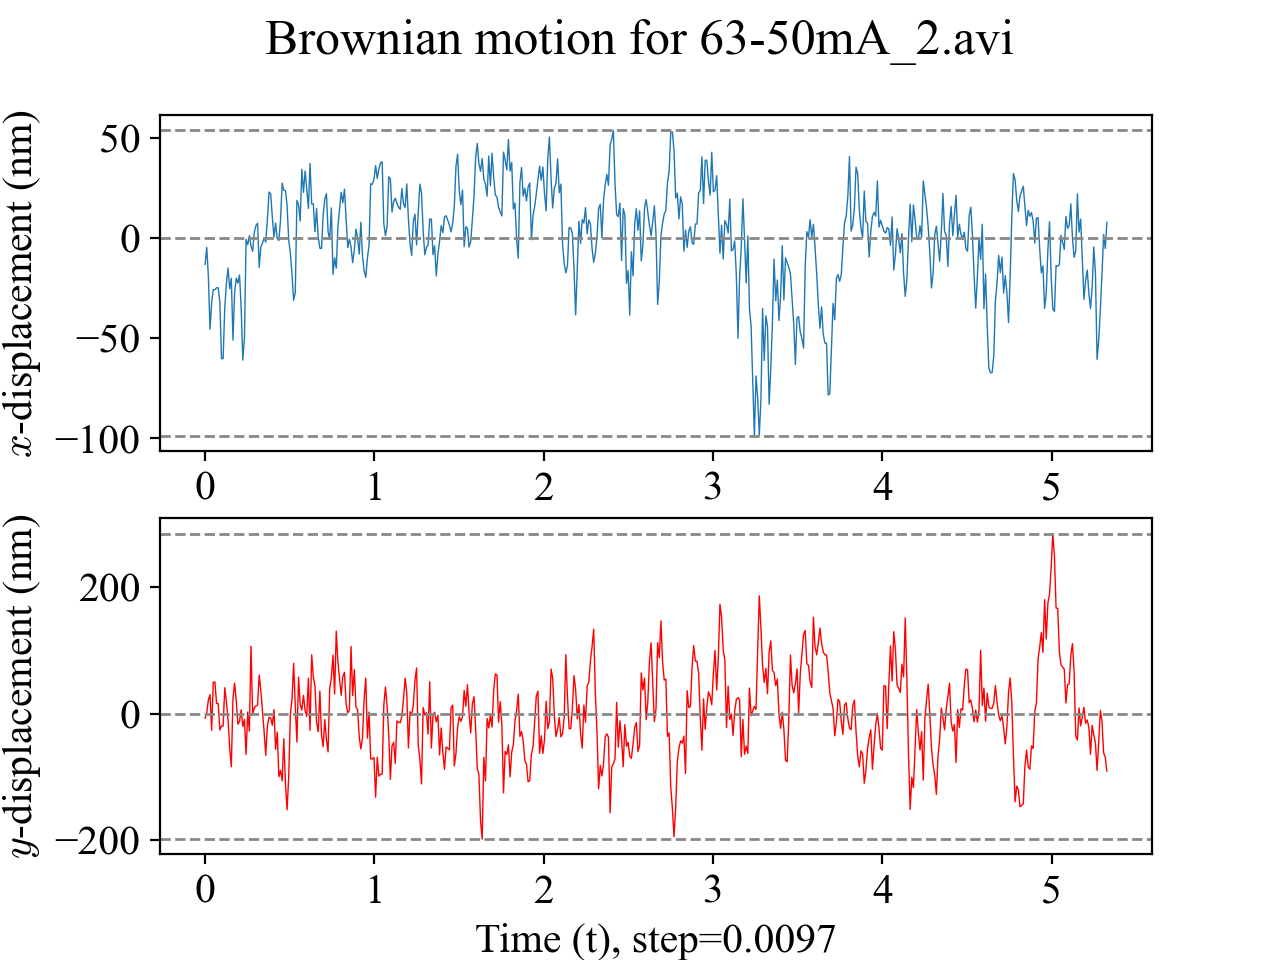 Brownian motion for 63-50mA_2.avi
x-displacement (nm)
50
0
−50
−100
0 1 2 3 4 5
y-displacement (nm)
200
0
−200
0 1 2 3 4 5
Time (t), step=0.0097